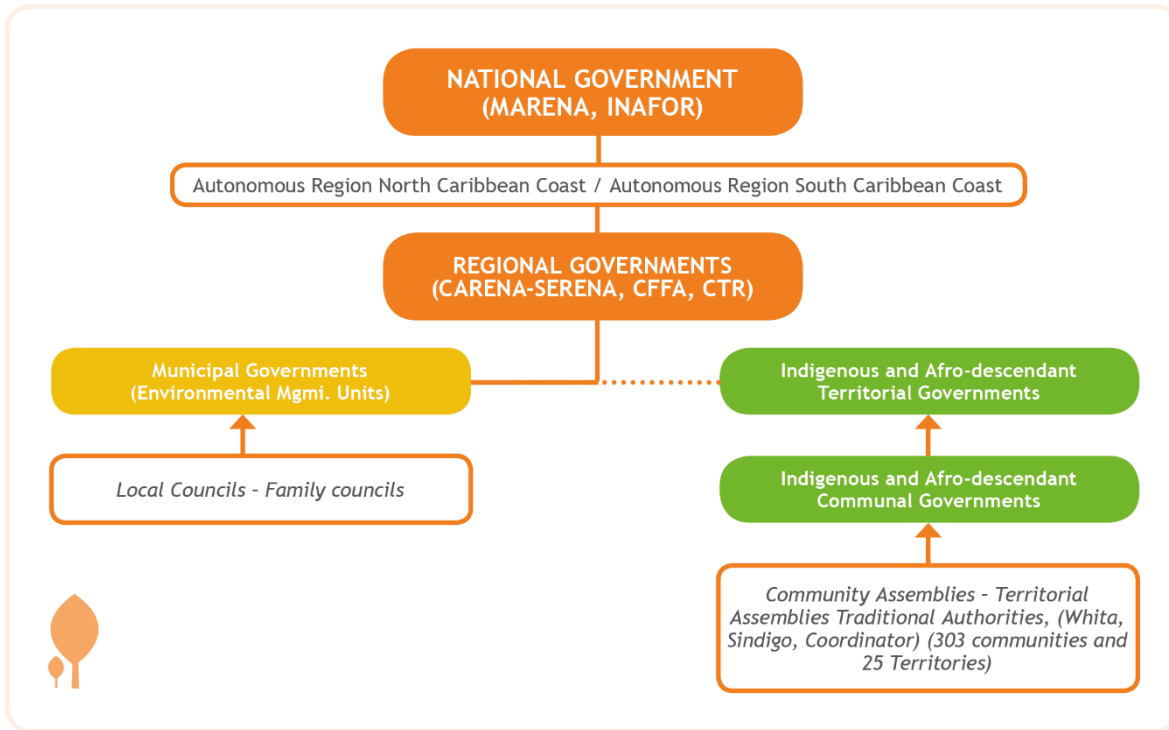 NATIONAL GOVERNMENT
(MARENA, INAFOR)
Autonomous Region North Caribbean Coast / Autonomous Region South Caribbean Coast
REGIONAL GOVERNMENTS
(CARENA-SERENA, CFFA, CTR)
Municipal Governments
(Environmental Mgmi. Units)
Indigenous and Afro-descendant
Territorial Governments
Local Councils – Family councils
Indigenous and Afro-descendant
Communal Governments
Community Assemblies – Territorial
Assemblies Traditional Authorities, (Whita,
Sindigo, Coordinator) (303 communities and
25 Territories)